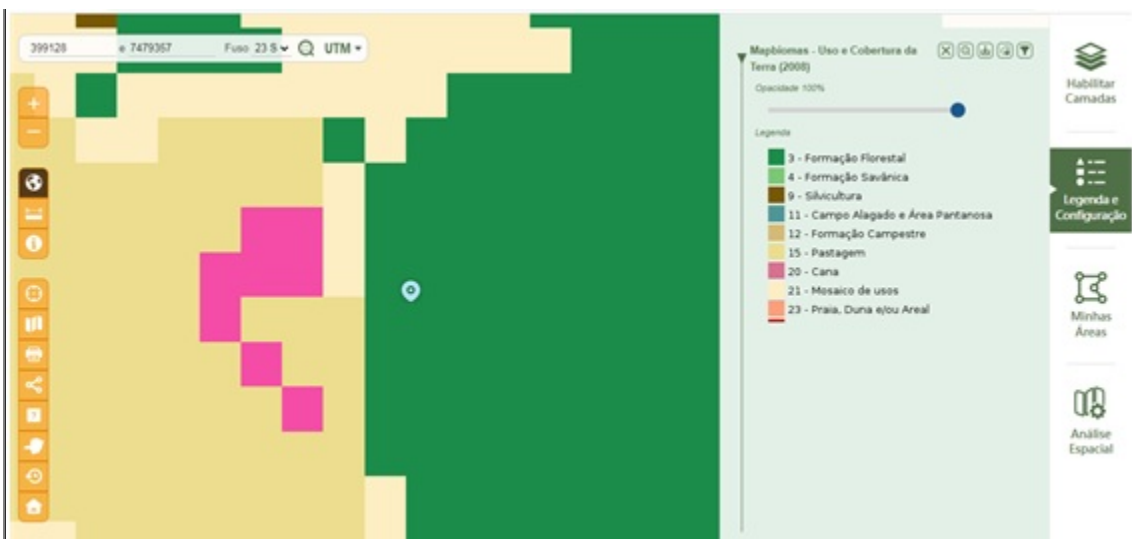 399128 e 7479357 Fuso 23 S UTM
Mapbiomas - Uso e Cobertura da
Terra (2008)
Opacidade 100%
Legenda
3 - Formação Florestal
4 - Formação Savânica
9 - Silvicultura
11 - Campo Alagado e Área Pantanosa
12 - Formação Campestre
15 - Pastagem
20 - Cana
21 - Mosaico de usos
23 - Praia, Duna e/ou Areal
Habilitar
Camadas
Legenda e
Configuração
Minhas
Áreas
Análise
Espacial